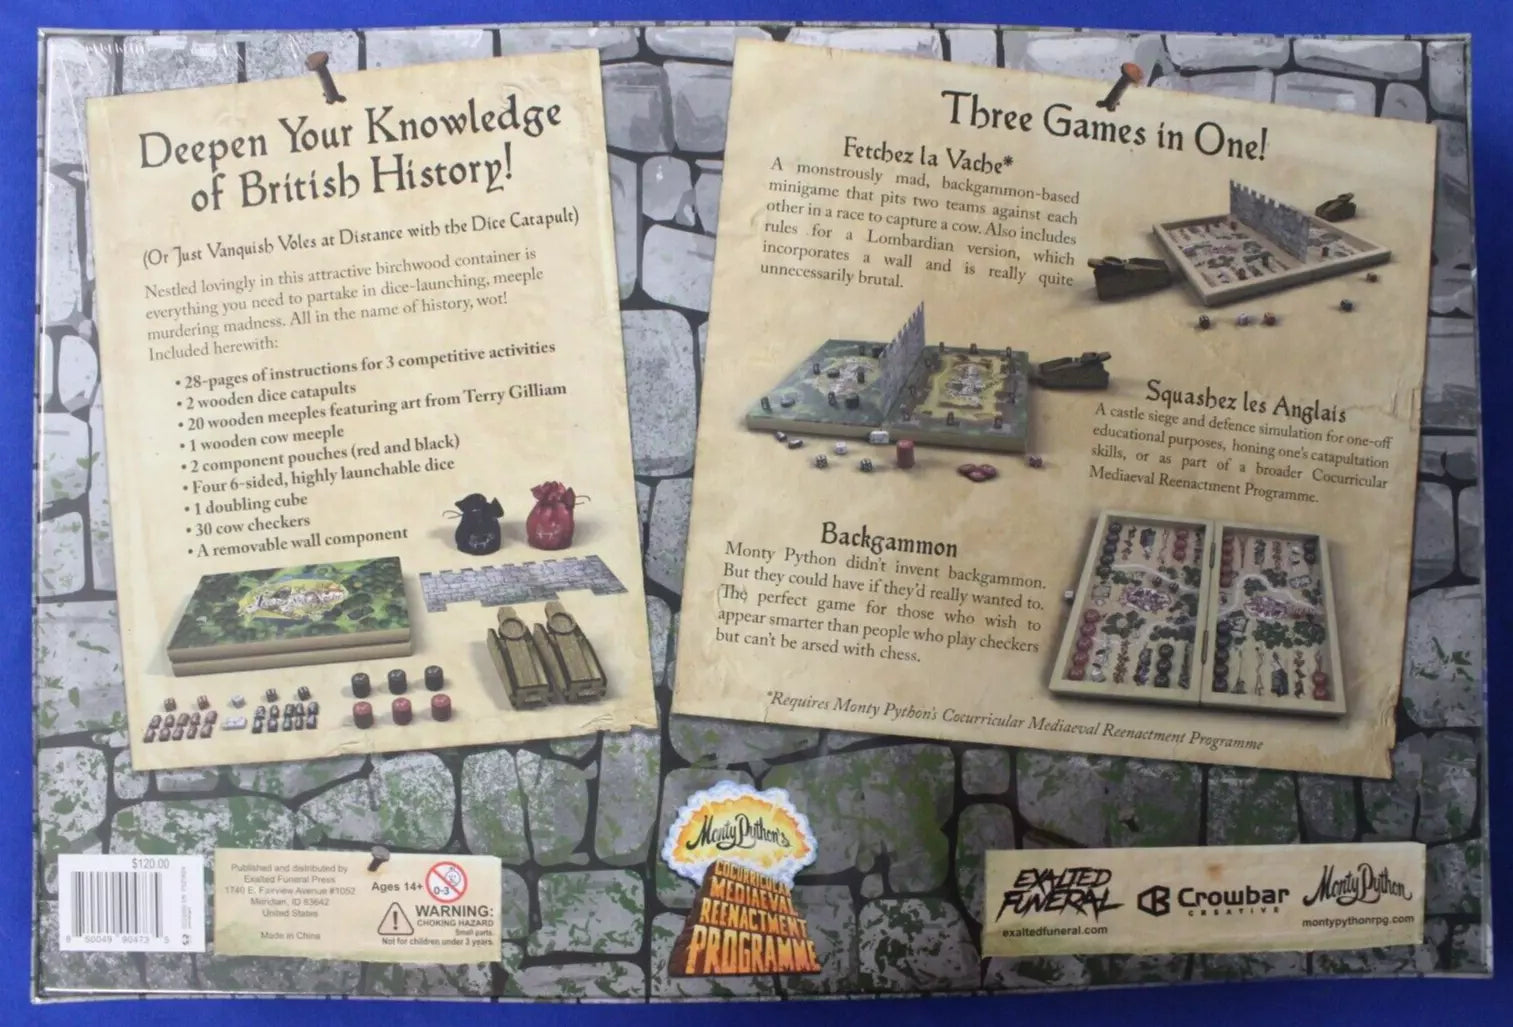 Deepen Your Knowledge
of British History!
(Or Just Vanquish Voles at Distance with the Dice Catapult)
Nestled lovingly in this attractive birchwood container is
everything you need to partake in dice-launching, meeple
murdering madness. All in the name of history, wot!
Included herewith:
• 28-pages of instructions for 3 competitive activities
• 2 wooden dice catapults
• 20 wooden meeples featuring art from Terry Gilliam
• 1 wooden cow meeple
• 2 component pouches (red and black)
• Four 6-sided, highly launchable dice
• 1 doubling cube
• 30 cow checkers
• A removable wall component
Three Games in One!
Fetchez la Vache*
A monstrously mad, backgammon-based
minigame that pits two teams against each
other in a race to capture a cow. Also includes
rules for a Lombardian version, which
incorporates a wall and is really quite
unnecessarily brutal.
Squashez les Anglais
A castle siege and defence simulation for one-off
educational purposes, honing one's catapultation
skills, or as part of a broader Cocurricular
Mediaeval Reenactment Programme.
Backgammon
Monty Python didn't invent backgammon.
But they could have if they'd really wanted to.
The perfect game for those who wish to
appear smarter than people who play checkers
but can't be arsed with chess.
*Requires Monty Python's Cocurricular Mediaeval Reenactment Programme
$120.00
8 50049 90473 5
Published and distributed by
Exalted Funeral Press
1740 E. Fairview Avenue #1052
Meridian, ID 83642
United States
Made in China
Ages 14+
0-3
WARNING:
CHOKING HAZARD
Small parts.
Not for children under 3 years.
Monty Python's
COCURRICULAR
MEDIAEVAL
REENACTMENT
PROGRAMME
EXALTED
FUNERAL
exaltedfuneral.com
Crowbar
CREATIVE
Monty Python
montypythonrpg.com